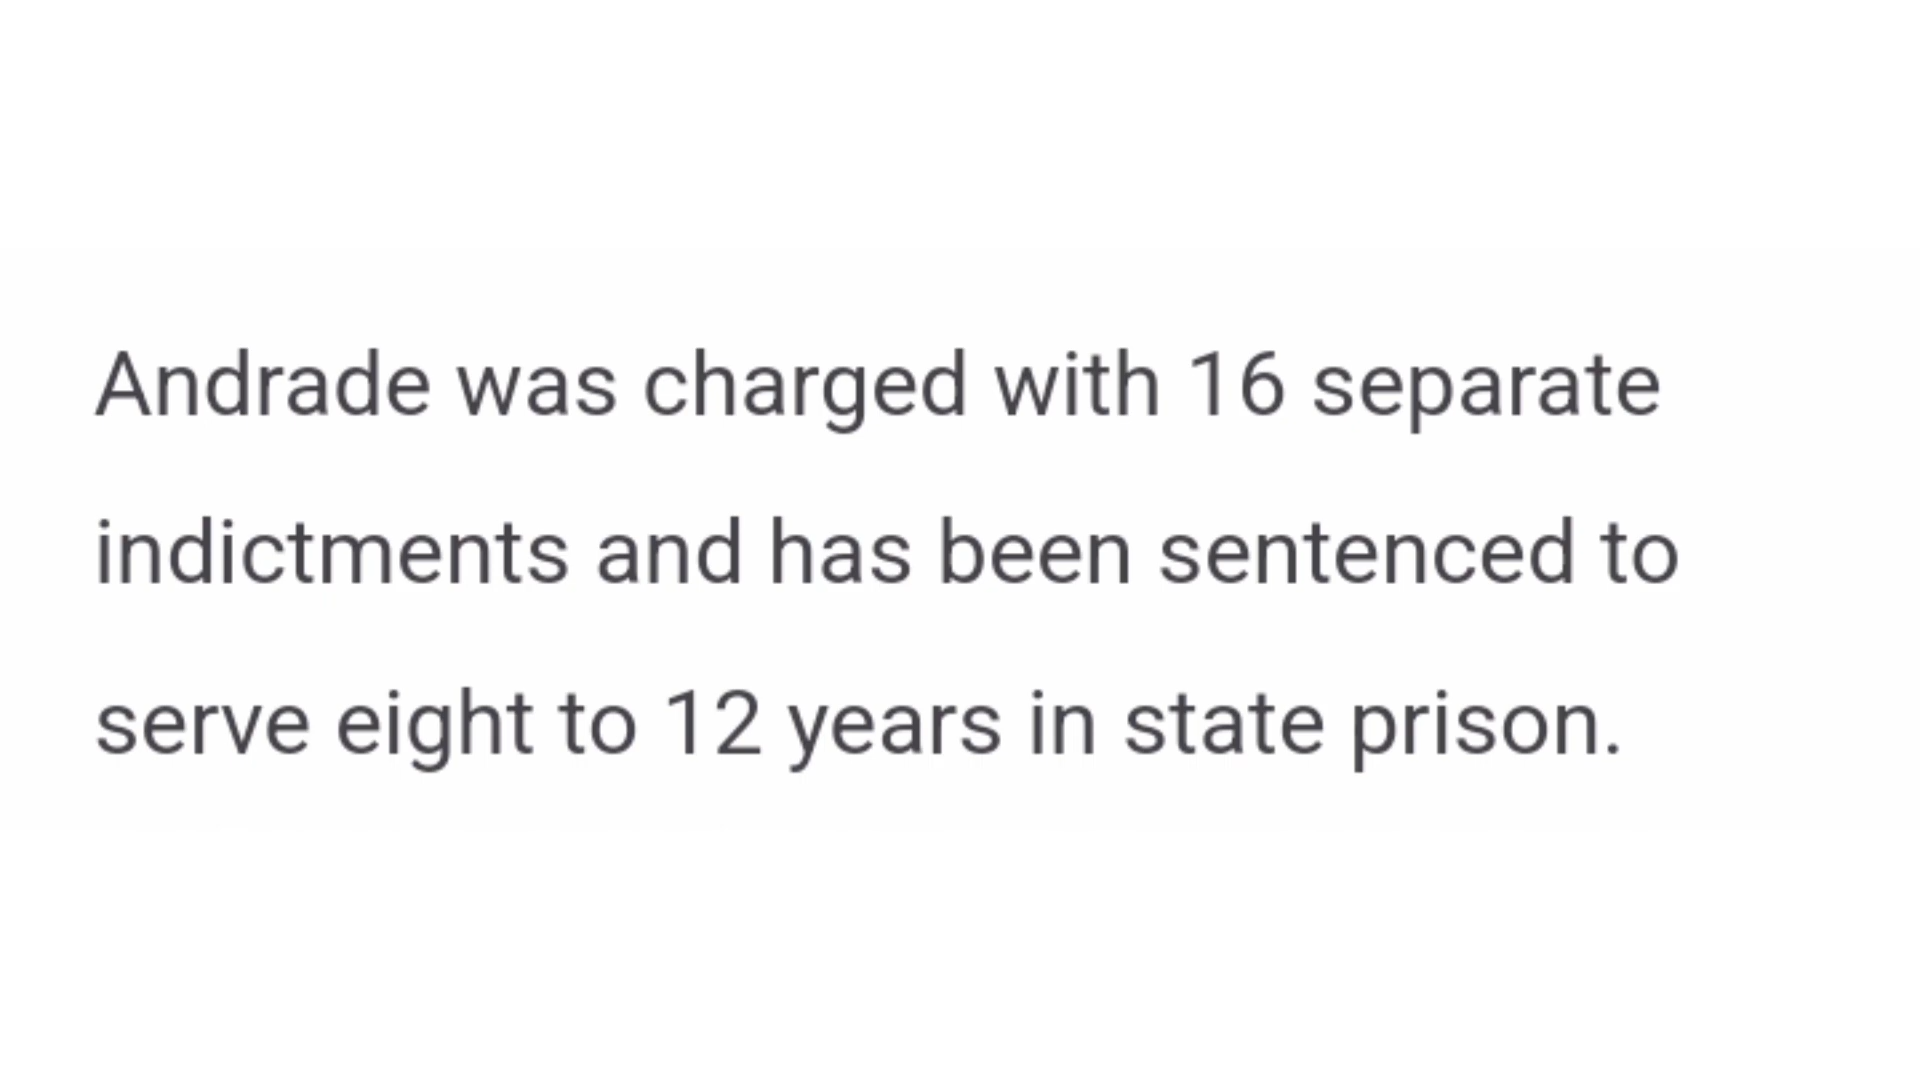 Andrade was charged with 16 separate
indictments and has been sentenced to
serve eight to 12 years in state prison.